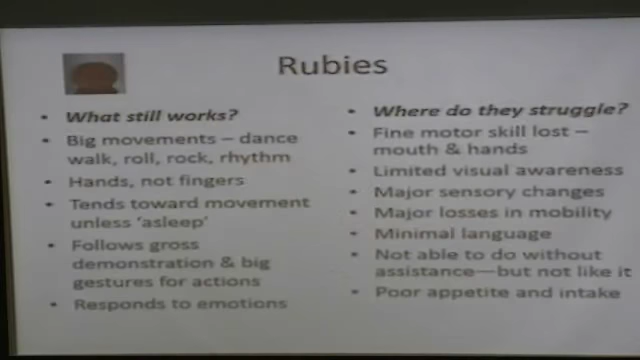 Rubies
• What still works?
• Big movements – dance
walk, roll, rock, rhythm
• Hands, not fingers
• Tends toward movement
unless 'asleep'
• Follows gross
demonstration & big
gestures for actions
• Responds to emotions
• Where do they struggle?
• Fine motor skill lost –
mouth & hands
• Limited visual awareness
• Major sensory changes
• Major losses in mobility
• Minimal language
• Not able to do without
assistance—but not like it
• Poor appetite and intake